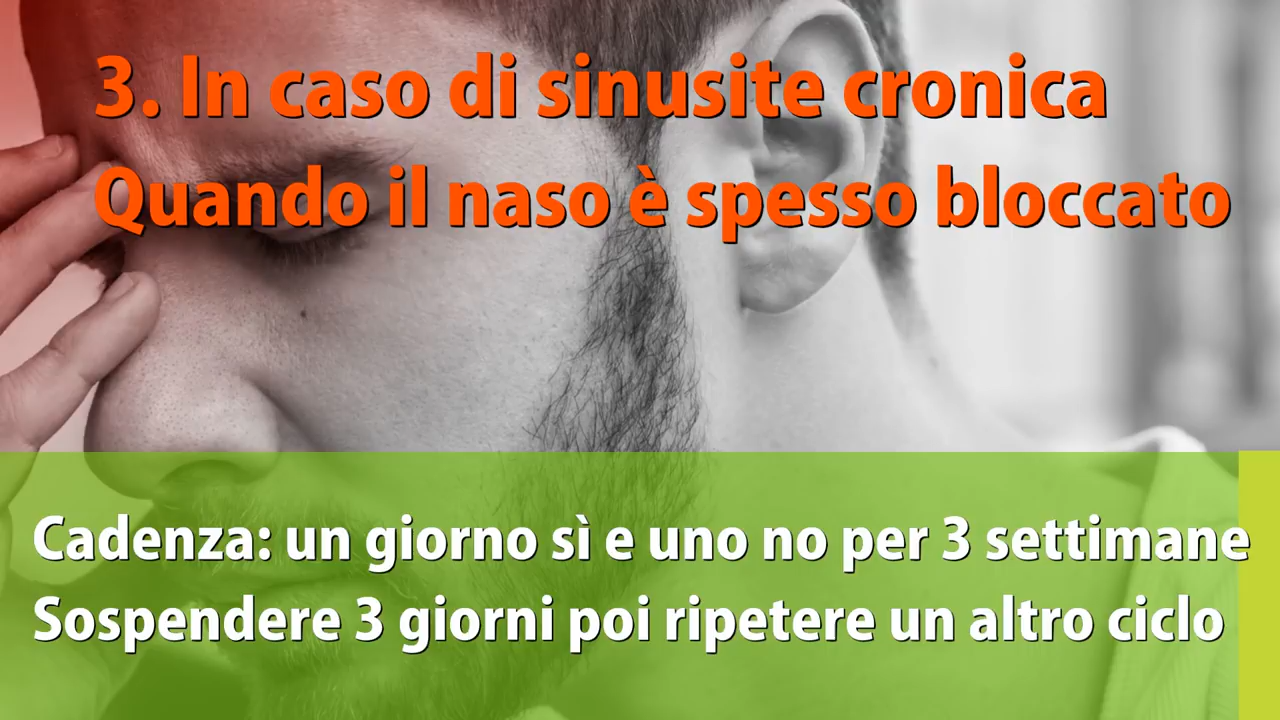 3. In caso di sinusite cronica
Quando il naso è spesso bloccato
Cadenza: un giorno sì e uno no per 3 settimane
Sospendere 3 giorni poi ripetere un altro ciclo